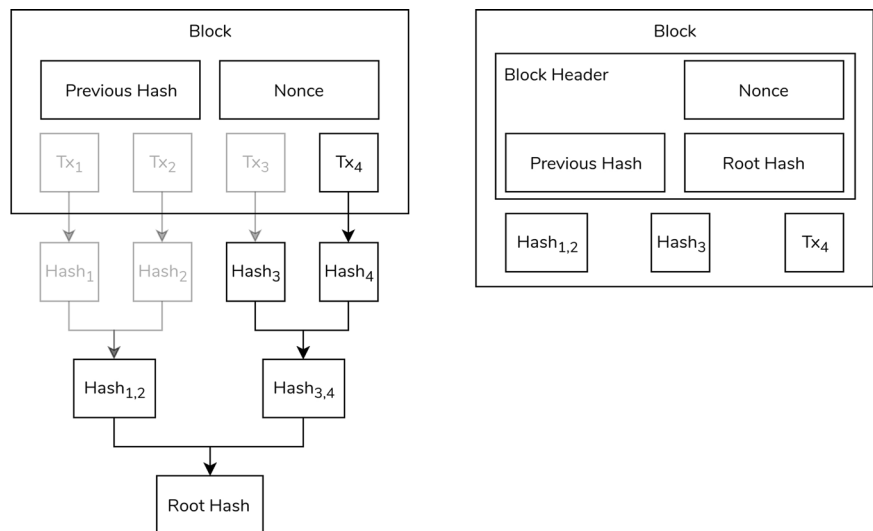 Block
Previous Hash
Nonce
Tx₁
Tx₂
Tx₃
Tx₄
Hash₁
Hash₂
Hash₃
Hash₄
Hash₁,₂
Hash₃,₄
Root Hash
Block
Block Header
Nonce
Previous Hash
Root Hash
Hash₁,₂
Hash₃
Tx₄